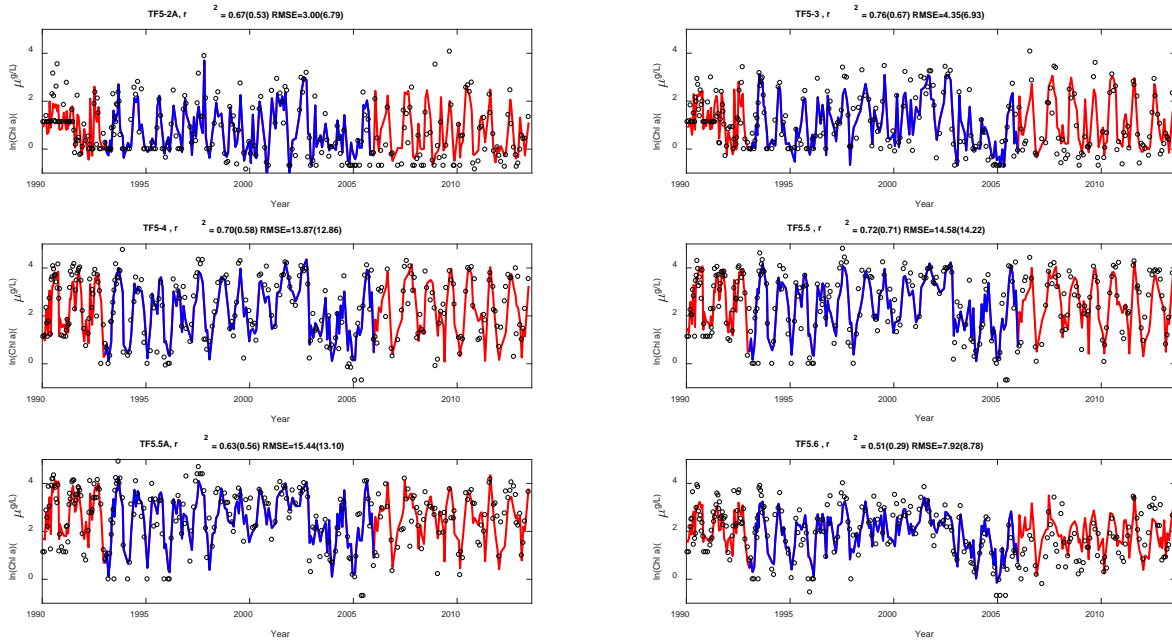 TF5-2A, r 2 = 0.67(0.53) RMSE=3.00(6.79)
ln(Chl a)( μg/L)
4
2
0
1990 1995 2000 2005 2010
Year
TF5-3, r 2 = 0.76(0.67) RMSE=4.35(6.93)
ln(Chl a)( μg/L)
4
2
0
1990 1995 2000 2005 2010
Year
TF5-4 , r 2 = 0.70(0.58) RMSE=13.87(12.86)
ln(Chl a)( μg/L)
4
2
0
1990 1995 2000 2005 2010
Year
TF5.5, r 2 = 0.72(0.71) RMSE=14.58(14.22)
ln(Chl a)( μg/L)
4
2
0
1990 1995 2000 2005 2010
Year
TF5.5A, r 2 = 0.63(0.56) RMSE=15.44(13.10)
ln(Chl a)( μg/L)
4
2
0
1990 1995 2000 2005 2010
Year
TF5.6 , r 2 = 0.51(0.29) RMSE=7.92(8.78)
ln(Chl a)( μg/L)
4
2
0
1990 1995 2000 2005 2010
Year